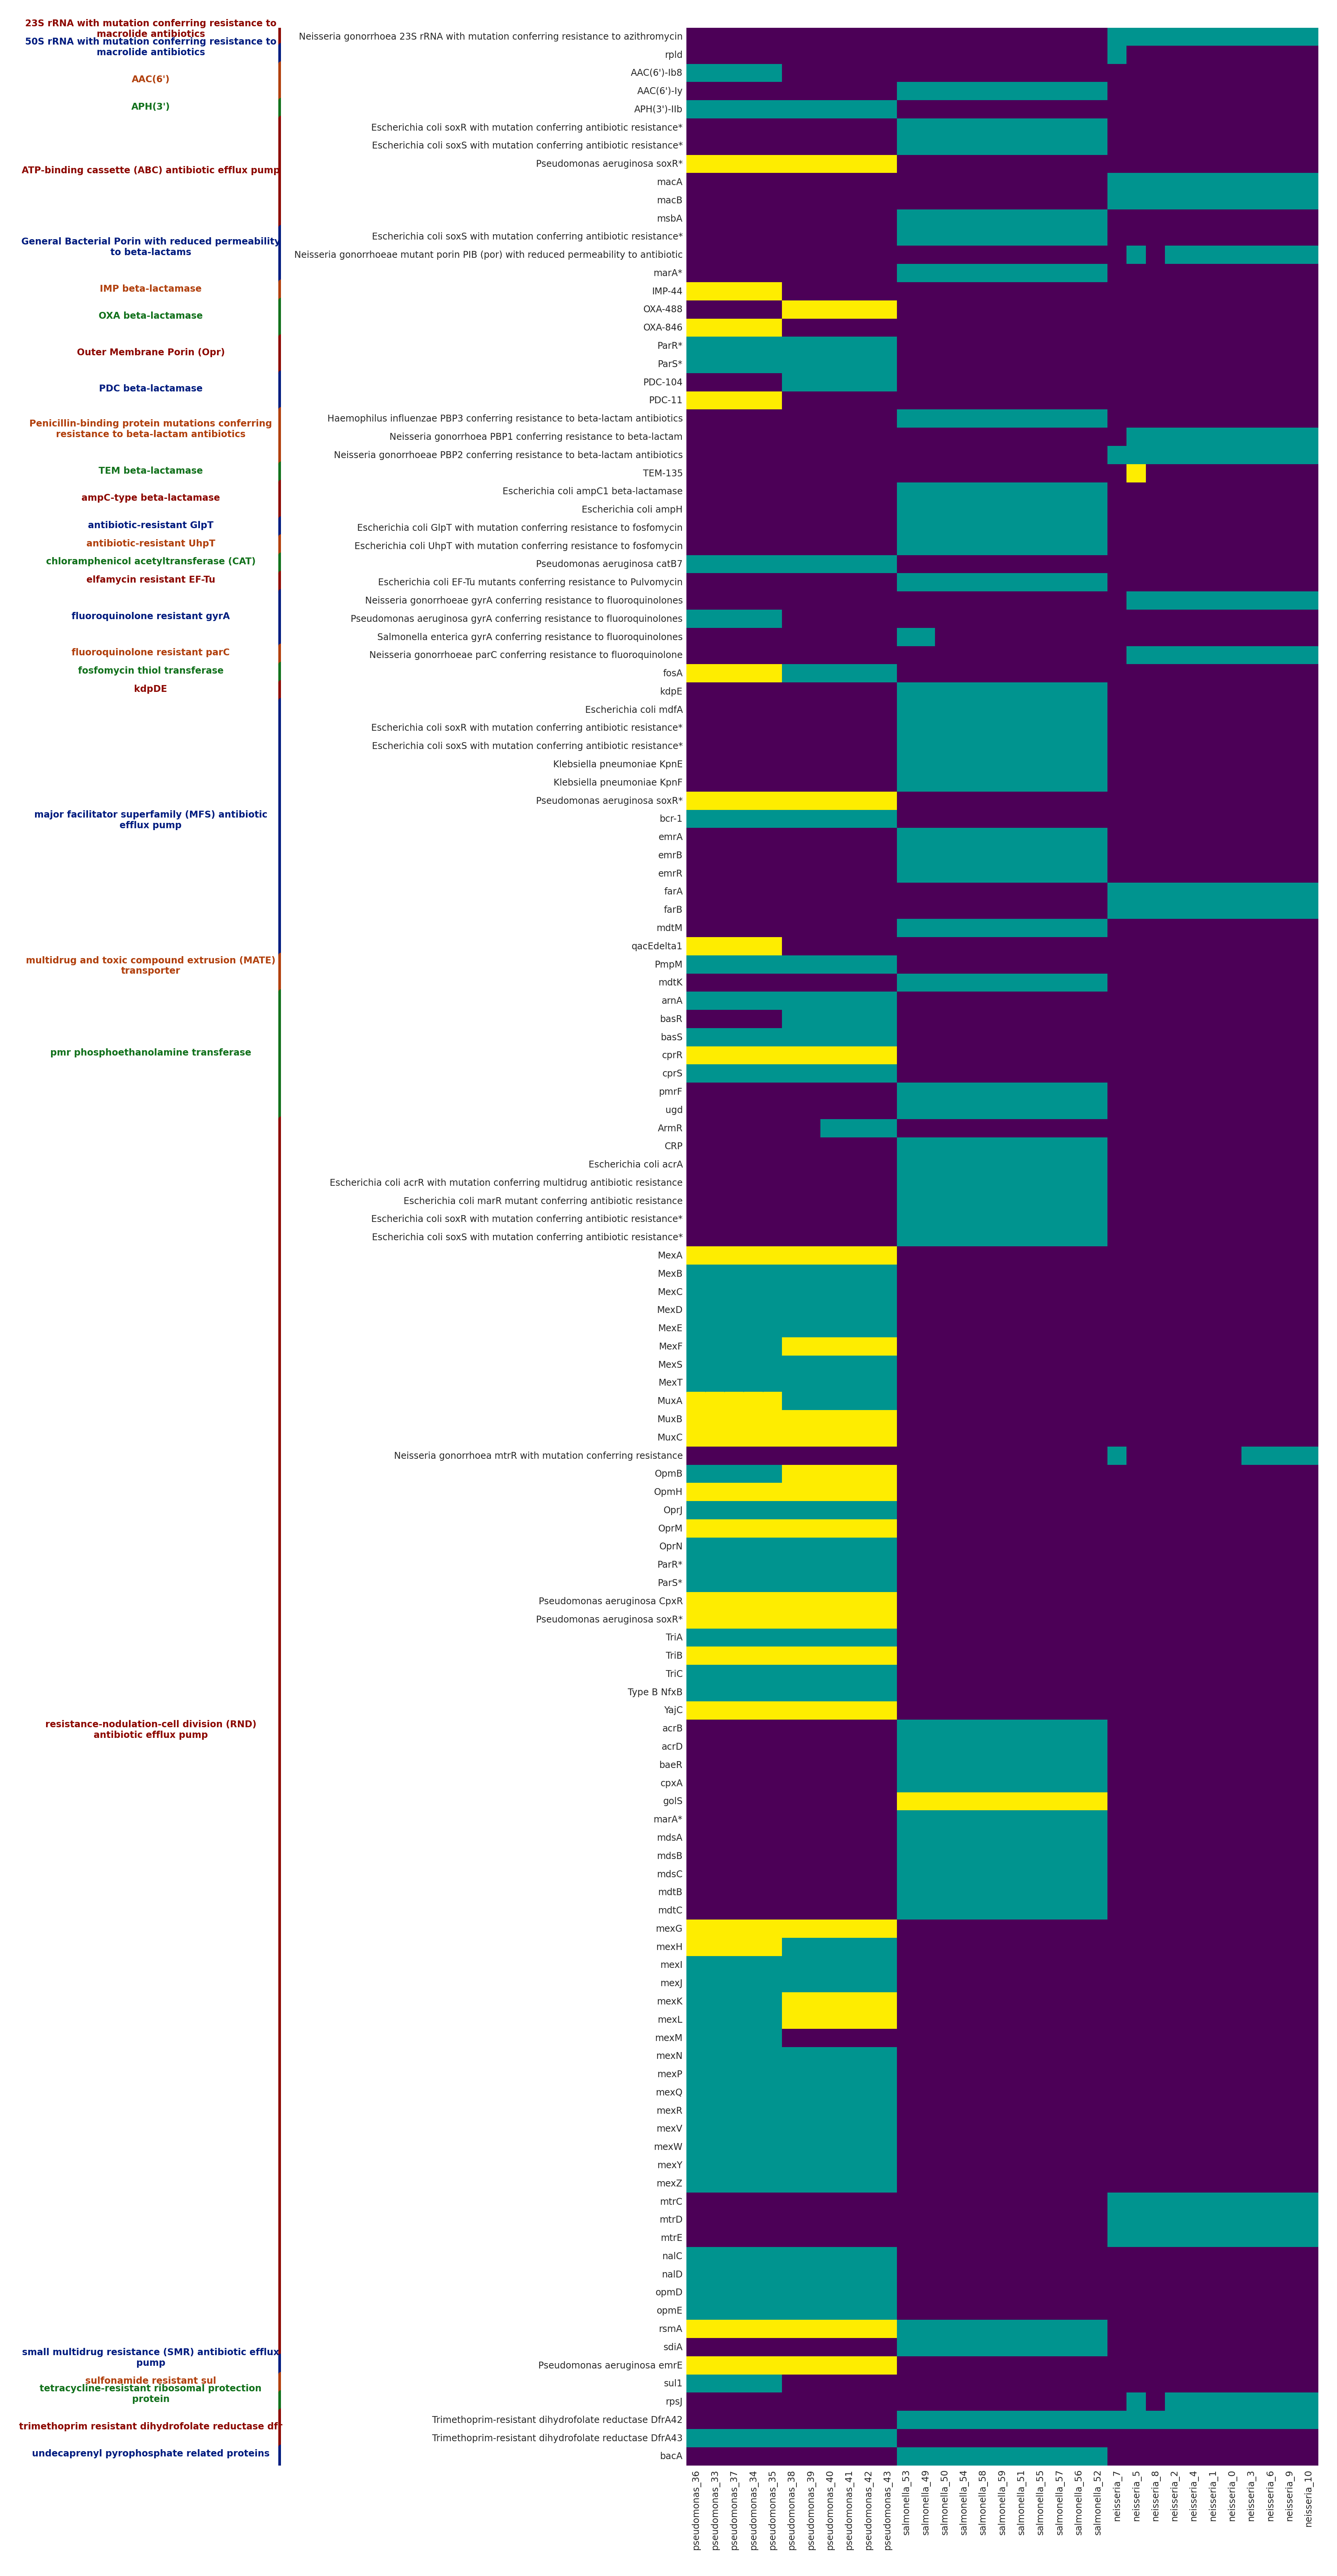 23S rRNA with mutation conferring resistance to
macrolide antibiotics
50S rRNA with mutation conferring resistance to
macrolide antibiotics
AAC(6')
APH(3')
ATP-binding cassette (ABC) antibiotic efflux pump
General Bacterial Porin with reduced permeability
to beta-lactams
IMP beta-lactamase
OXA beta-lactamase
Outer Membrane Porin (Opr)
PDC beta-lactamase
Penicillin-binding protein mutations conferring
resistance to beta-lactam antibiotics
TEM beta-lactamase
ampC-type beta-lactamase
antibiotic-resistant GlpT
antibiotic-resistant UhpT
chloramphenicol acetyltransferase (CAT)
elfamycin resistant EF-Tu
fluoroquinolone resistant gyrA
fluoroquinolone resistant parC
fosfomycin thiol transferase
kdpDE
major facilitator superfamily (MFS) antibiotic
efflux pump
multidrug and toxic compound extrusion (MATE)
transporter
pmr phosphoethanolamine transferase
resistance-nodulation-cell division (RND)
antibiotic efflux pump
small multidrug resistance (SMR) antibiotic efflux
pump
sulfonamide resistant sul
tetracycline-resistant ribosomal protection
protein
trimethoprim resistant dihydrofolate reductase dfr
undecaprenyl pyrophosphate related proteins
Neisseria gonorrhoea 23S rRNA with mutation conferring resistance to azithromycin
rpld
AAC(6')-Ib8
AAC(6')-Iy
APH(3')-IIb
Escherichia coli soxR with mutation conferring antibiotic resistance*
Escherichia coli soxS with mutation conferring antibiotic resistance*
Pseudomonas aeruginosa soxR*
macA
macB
msbA
Escherichia coli soxS with mutation conferring antibiotic resistance*
Neisseria gonorrhoeae mutant porin PIB (por) with reduced permeability to antibiotic
marA*
IMP-44
OXA-488
OXA-846
ParR*
ParS*
PDC-104
PDC-11
Haemophilus influenzae PBP3 conferring resistance to beta-lactam antibiotics
Neisseria gonorrhoea PBP1 conferring resistance to beta-lactam
Neisseria gonorrhoeae PBP2 conferring resistance to beta-lactam antibiotics
TEM-135
Escherichia coli ampC1 beta-lactamase
Escherichia coli ampH
Escherichia coli GlpT with mutation conferring resistance to fosfomycin
Escherichia coli UhpT with mutation conferring resistance to fosfomycin
Pseudomonas aeruginosa catB7
Escherichia coli EF-Tu mutants conferring resistance to Pulvomycin
Neisseria gonorrhoeae gyrA conferring resistance to fluoroquinolones
Pseudomonas aeruginosa gyrA conferring resistance to fluoroquinolones
Salmonella enterica gyrA conferring resistance to fluoroquinolones
Neisseria gonorrhoeae parC conferring resistance to fluoroquinolone
fosA
kdpE
Escherichia coli mdfA
Escherichia coli soxR with mutation conferring antibiotic resistance*
Escherichia coli soxS with mutation conferring antibiotic resistance*
Klebsiella pneumoniae KpnE
Klebsiella pneumoniae KpnF
Pseudomonas aeruginosa soxR*
bcr-1
emrA
emrB
emrR
farA
farB
mdtM
qacEdelta1
PmpM
mdtK
arnA
basR
basS
cprR
cprS
pmrF
ugd
ArmR
CRP
Escherichia coli acrA
Escherichia coli acrR with mutation conferring multidrug antibiotic resistance
Escherichia coli marR mutant conferring antibiotic resistance
Escherichia coli soxR with mutation conferring antibiotic resistance*
Escherichia coli soxS with mutation conferring antibiotic resistance*
MexA
MexB
MexC
MexD
MexE
MexF
MexS
MexT
MuxA
MuxB
MuxC
Neisseria gonorrhoea mtrR with mutation conferring resistance
OpmB
OpmH
OprJ
OprM
OprN
ParR*
ParS*
Pseudomonas aeruginosa CpxR
Pseudomonas aeruginosa soxR*
TriA
TriB
TriC
Type B NfxB
YajC
acrB
acrD
baeR
cpxA
golS
marA*
mdsA
mdsB
mdsC
mdtB
mdtC
mexG
mexH
mexI
mexJ
mexK
mexL
mexM
mexN
mexP
mexQ
mexR
mexV
mexW
mexY
mexZ
mtrC
mtrD
mtrE
nalC
nalD
opmD
opmE
rsmA
sdiA
Pseudomonas aeruginosa emrE
sul1
rpsJ
Trimethoprim-resistant dihydrofolate reductase DfrA42
Trimethoprim-resistant dihydrofolate reductase DfrA43
bacA
pseudomonas_36
pseudomonas_33
pseudomonas_37
pseudomonas_34
pseudomonas_35
pseudomonas_38
pseudomonas_39
pseudomonas_40
pseudomonas_41
pseudomonas_42
pseudomonas_43
salmonella_53
salmonella_49
salmonella_50
salmonella_54
salmonella_58
salmonella_59
salmonella_51
salmonella_55
salmonella_57
salmonella_56
salmonella_52
neisseria_7
neisseria_5
neisseria_8
neisseria_2
neisseria_4
neisseria_1
neisseria_0
neisseria_3
neisseria_6
neisseria_9
neisseria_10